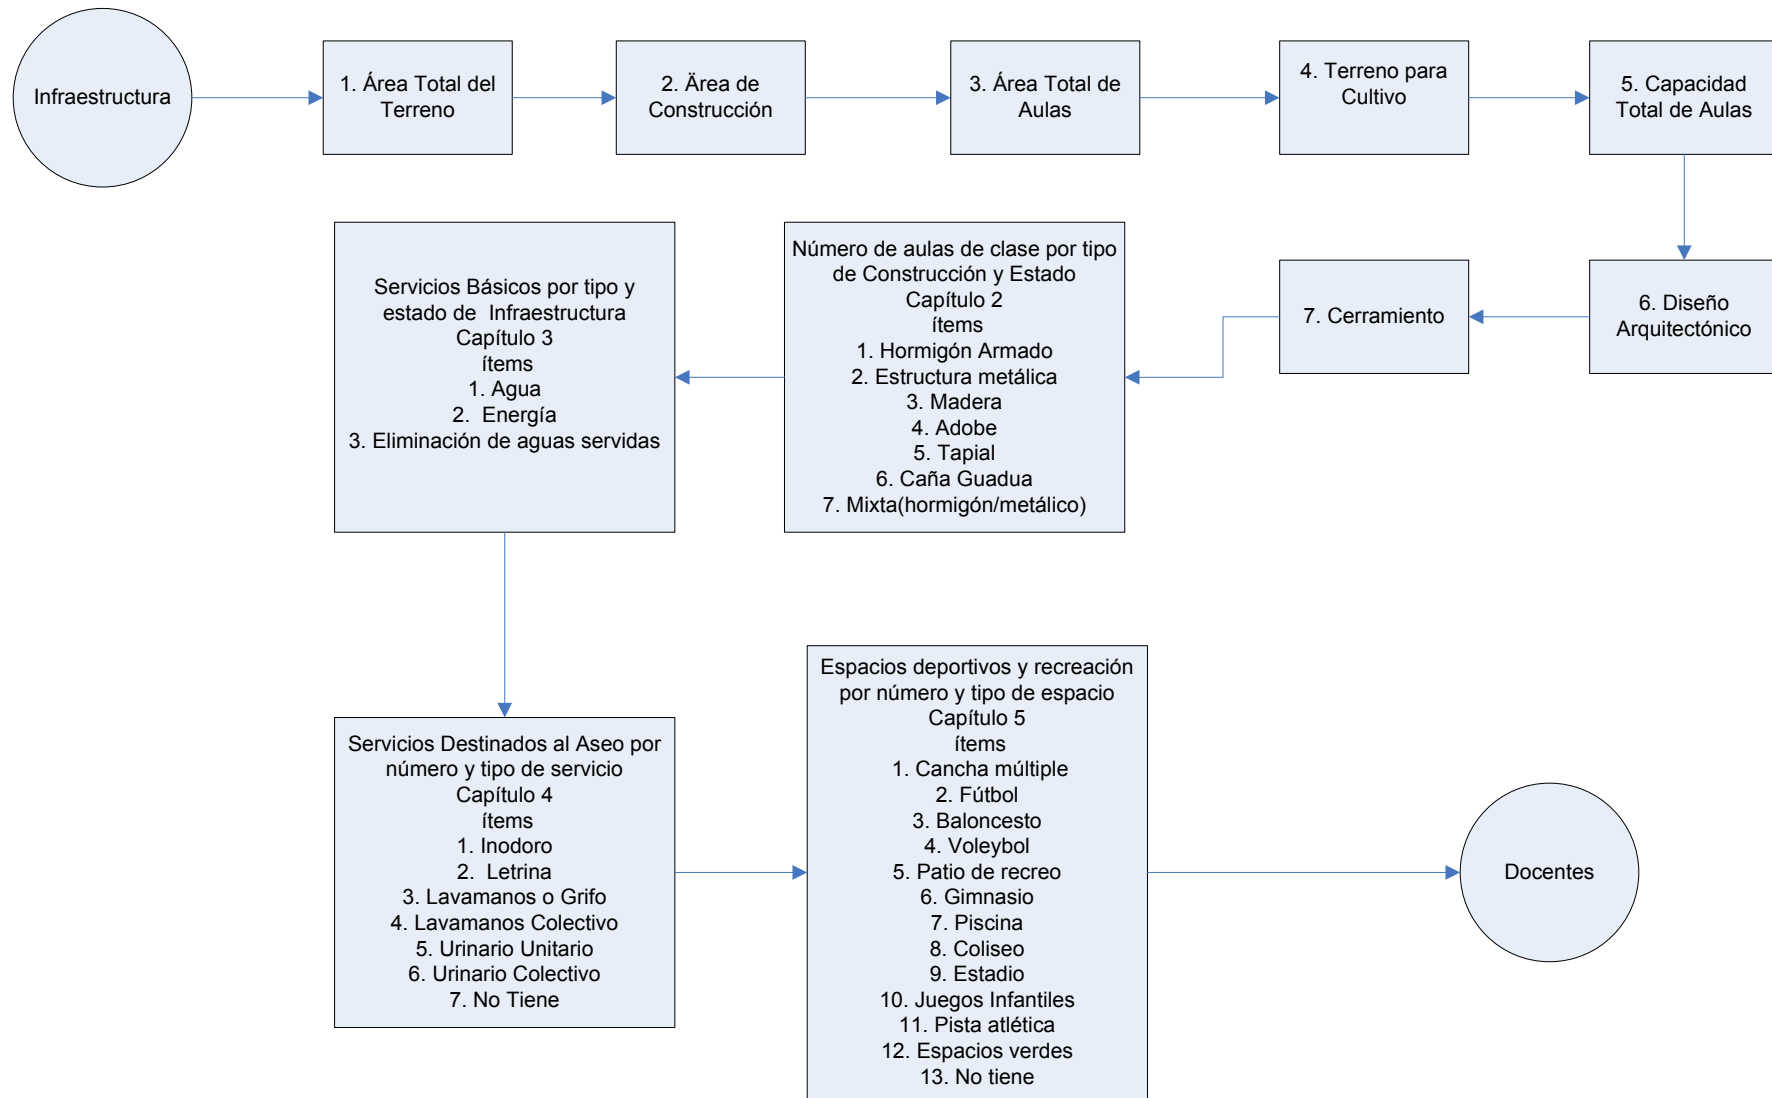 Infraestructura
1. Área Total del
Terreno
2. Ärea de
Construcción
3. Área Total de
Aulas
4. Terreno para
Cultivo
5. Capacidad
Total de Aulas
6. Diseño
Arquitectónico
7. Cerramiento
Número de aulas de clase por tipo
de Construcción y Estado
Capítulo 2
ítems
1. Hormigón Armado
2. Estructura metálica
3. Madera
4. Adobe
5. Tapial
6. Caña Guadua
7. Mixta(hormigón/metálico)
Servicios Básicos por tipo y
estado de Infraestructura
Capítulo 3
ítems
1. Agua
2. Energía
3. Eliminación de aguas servidas
Servicios Destinados al Aseo por
número y tipo de servicio
Capítulo 4
ítems
1. Inodoro
2. Letrina
3. Lavamanos o Grifo
4. Lavamanos Colectivo
5. Urinario Unitario
6. Urinario Colectivo
7. No Tiene
Espacios deportivos y recreación
por número y tipo de espacio
Capítulo 5
ítems
1. Cancha múltiple
2. Fútbol
3. Baloncesto
4. Voleybol
5. Patio de recreo
6. Gimnasio
7. Piscina
8. Coliseo
9. Estadio
10. Juegos Infantiles
11. Pista atlética
12. Espacios verdes
13. No tiene
Docentes